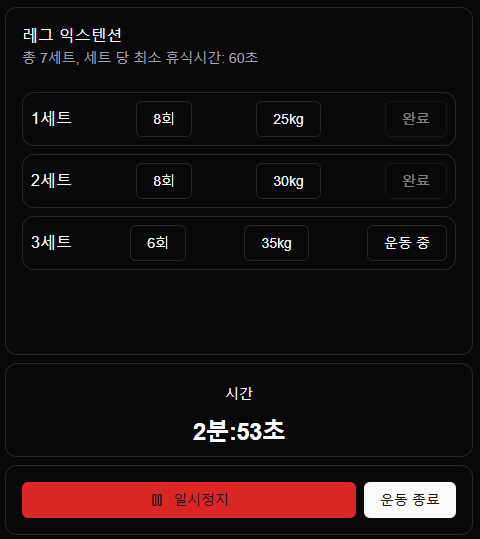 레그 익스텐션
총 7세트, 세트 당 최소 휴식시간: 60초
1세트 8회 25kg 완료
2세트 8회 30kg 완료
3세트 6회 35kg 운동 중
시간
2분:53초
일시정지 운동 종료